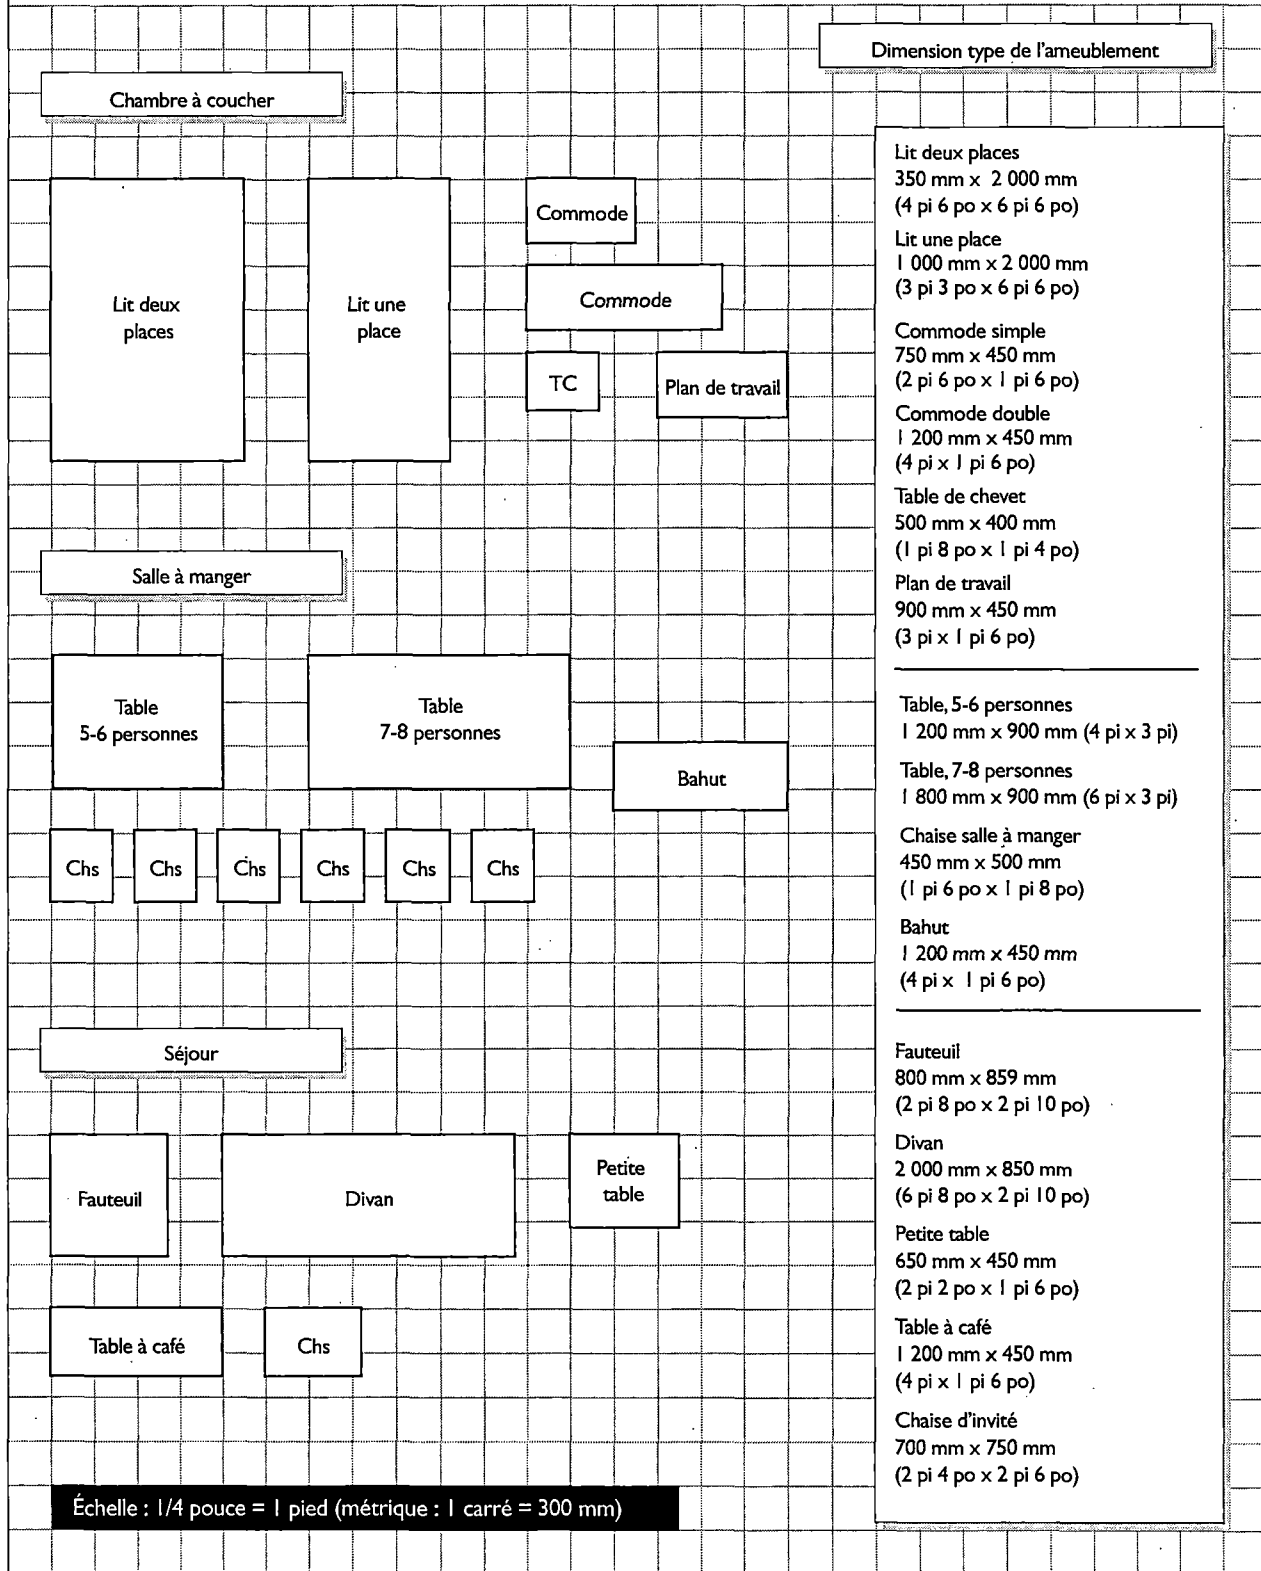 Dimension type de l'ameublement
Chambre à coucher
Lit deux
places
Lit une
place
Commode
Commode
TC
Plan de travail
Salle à manger
Table
5-6 personnes
Table
7-8 personnes
Bahut
Chs
Chs
Chs
Chs
Chs
Chs
Séjour
Fauteuil
Divan
Petite
table
Table à café
Chs
Échelle : 1/4 pouce = 1 pied (métrique : 1 carré = 300 mm)
Lit deux places
350 mm x 2 000 mm
(4 pi 6 po x 6 pi 6 po)
Lit une place
1 000 mm x 2 000 mm
(3 pi 3 po x 6 pi 6 po)
Commode simple
750 mm x 450 mm
(2 pi 6 po x 1 pi 6 po)
Commode double
1 200 mm x 450 mm
(4 pi x 1 pi 6 po)
Table de chevet
500 mm x 400 mm
(1 pi 8 po x 1 pi 4 po)
Plan de travail
900 mm x 450 mm
(3 pi x 1 pi 6 po)
Table, 5-6 personnes
1 200 mm x 900 mm (4 pi x 3 pi)
Table, 7-8 personnes
1 800 mm x 900 mm (6 pi x 3 pi)
Chaise salle à manger
450 mm x 500 mm
(1 pi 6 po x 1 pi 8 po)
Bahut
1 200 mm x 450 mm
(4 pi x 1 pi 6 po)
Fauteuil
800 mm x 859 mm
(2 pi 8 po x 2 pi 10 po)
Divan
2 000 mm x 850 mm
(6 pi 8 po x 2 pi 10 po)
Petite table
650 mm x 450 mm
(2 pi 2 po x 1 pi 6 po)
Table à café
1 200 mm x 450 mm
(4 pi x 1 pi 6 po)
Chaise d'invité
700 mm x 750 mm
(2 pi 4 po x 2 pi 6 po)